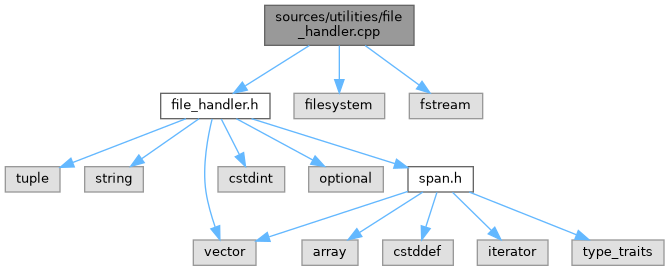 sources/utilities/file
_handler.cpp
file_handler.h
filesystem
fstream
tuple
string
cstdint
optional
span.h
vector
array
cstddef
iterator
type_traits